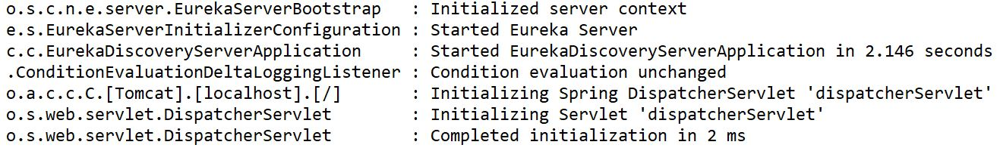 o.s.c.n.e.server.EurekaServerBootstrap   : Initialized server context
e.s.EurekaServerInitializerConfiguration : Started Eureka Server
c.c.EurekaDiscoveryServerApplication     : Started EurekaDiscoveryServerApplication in 2.146 seconds
.ConditionEvaluationDeltaLoggingListener : Condition evaluation unchanged
o.a.c.c.C.[Tomcat].[localhost].[/]       : Initializing Spring DispatcherServlet 'dispatcherServlet'
o.s.web.servlet.DispatcherServlet        : Initializing Servlet 'dispatcherServlet'
o.s.web.servlet.DispatcherServlet        : Completed initialization in 2 ms